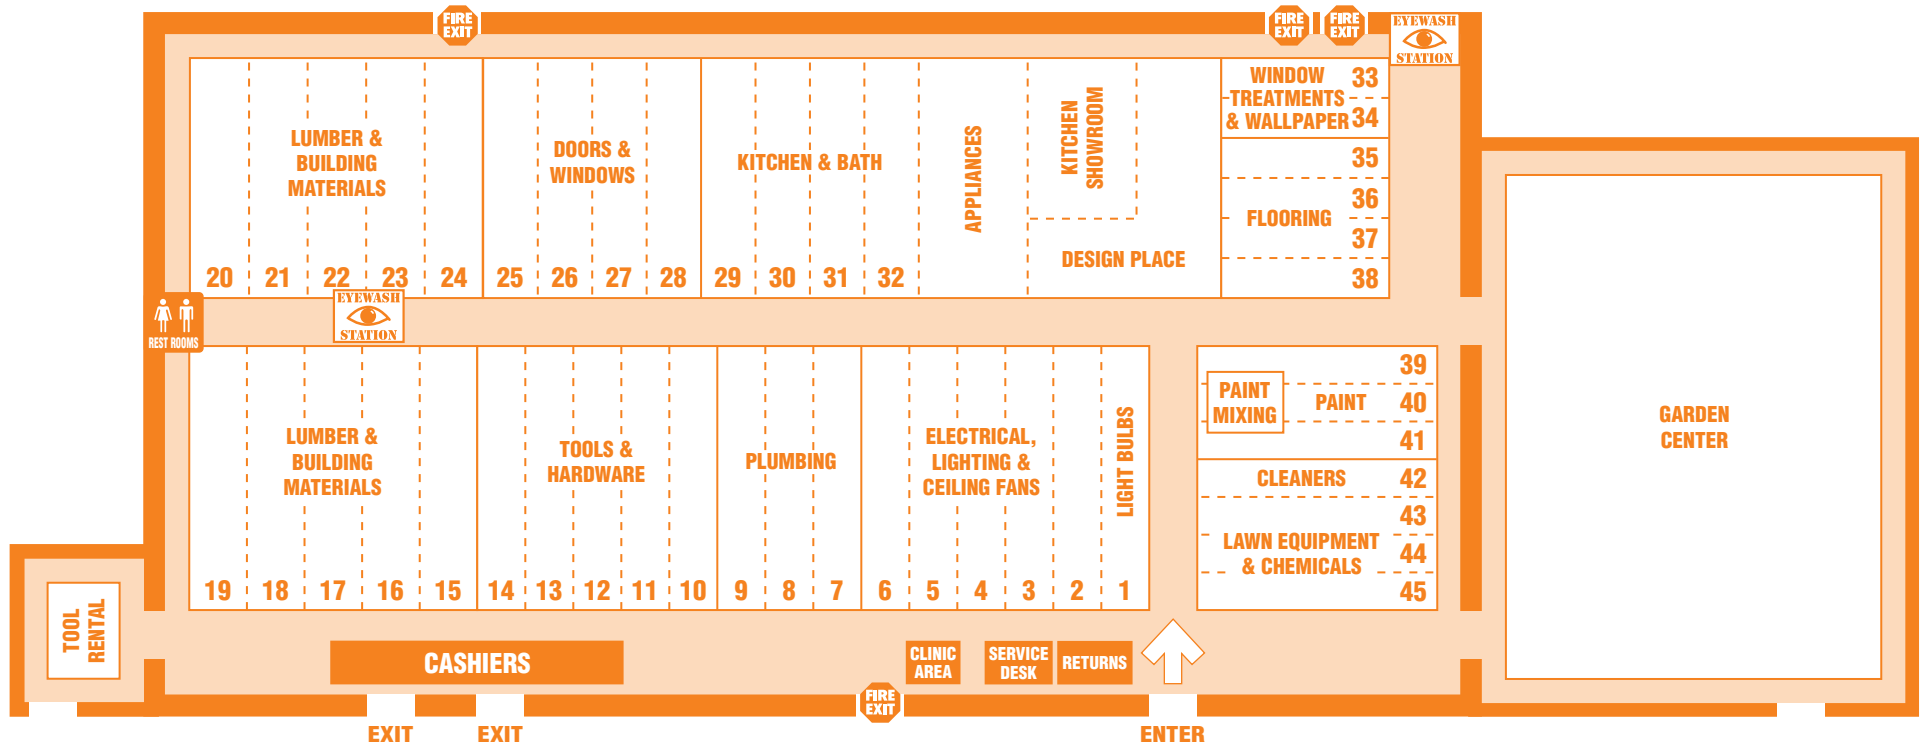 FIRE
EXIT
FIRE
EXIT
FIRE
EXIT
EYEWASH
STATION
LUMBER &
BUILDING
MATERIALS
20 21 22 23 24
DOORS &
WINDOWS
25 26 27 28
KITCHEN & BATH
29 30 31 32
APPLIANCES
KITCHEN
SHOWROOM
DESIGN PLACE
WINDOW
TREATMENTS
& WALLPAPER
33
34
35
FLOORING
36
37
38
REST ROOMS
EYEWASH
STATION
LUMBER &
BUILDING
MATERIALS
19 18 17 16 15
TOOLS &
HARDWARE
14 13 12 11 10
PLUMBING
9 8 7
ELECTRICAL,
LIGHTING &
CEILING FANS
6 5 4 3 2
LIGHT BULBS
1
PAINT
MIXING
PAINT
39
40
41
CLEANERS
42
LAWN EQUIPMENT
& CHEMICALS
43
44
45
GARDEN
CENTER
TOOL
RENTAL
CASHIERS
CLINIC
AREA
SERVICE
DESK
RETURNS
FIRE
EXIT
EXIT
EXIT
ENTER